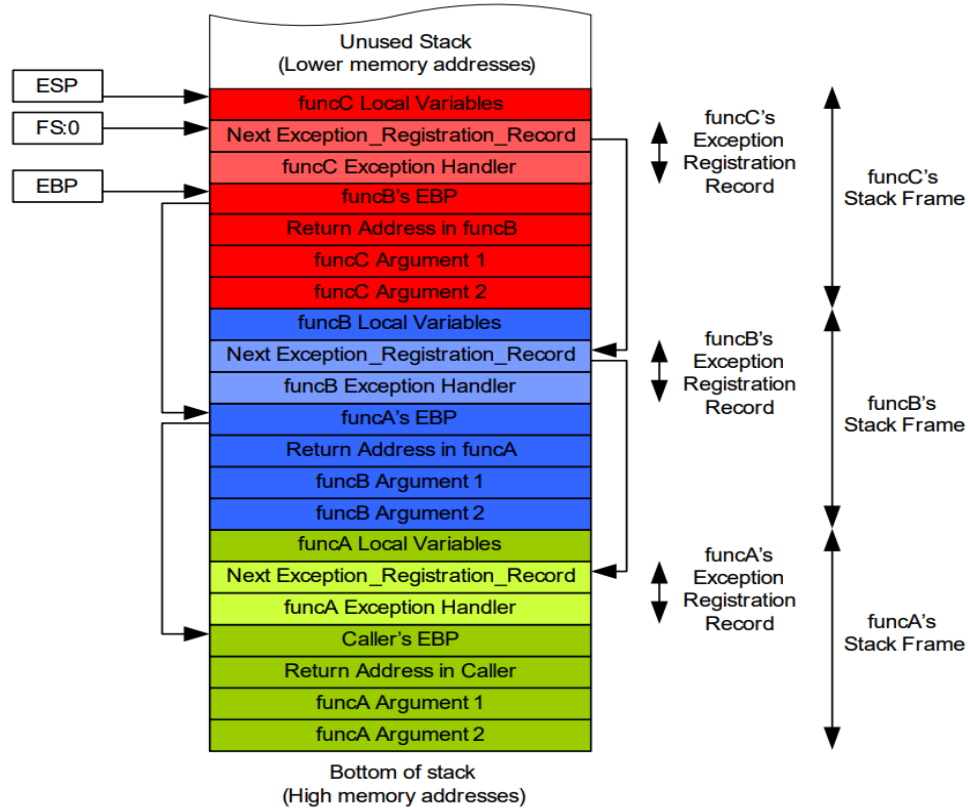 Unused Stack
(Lower memory addresses)
ESP
funcC Local Variables
FS:0
Next Exception_Registration_Record
funcC Exception Handler
EBP
funcB's EBP
Return Address in funcB
funcC Argument 1
funcC Argument 2
funcC's
Exception
Registration
Record
funcC's
Stack Frame
funcB Local Variables
Next Exception_Registration_Record
funcB Exception Handler
funcA's EBP
Return Address in funcA
funcB Argument 1
funcB Argument 2
funcB's
Exception
Registration
Record
funcB's
Stack Frame
funcA Local Variables
Next Exception_Registration_Record
funcA Exception Handler
Caller's EBP
Return Address in Caller
funcA Argument 1
funcA Argument 2
funcA's
Exception
Registration
Record
funcA's
Stack Frame
Bottom of stack
(High memory addresses)